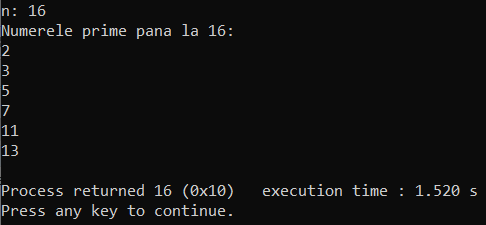 n: 16
Numerele prime pana la 16:
2
3
5
7
11
13
Process returned 16 (0x10)   execution time : 1.520 s
Press any key to continue.